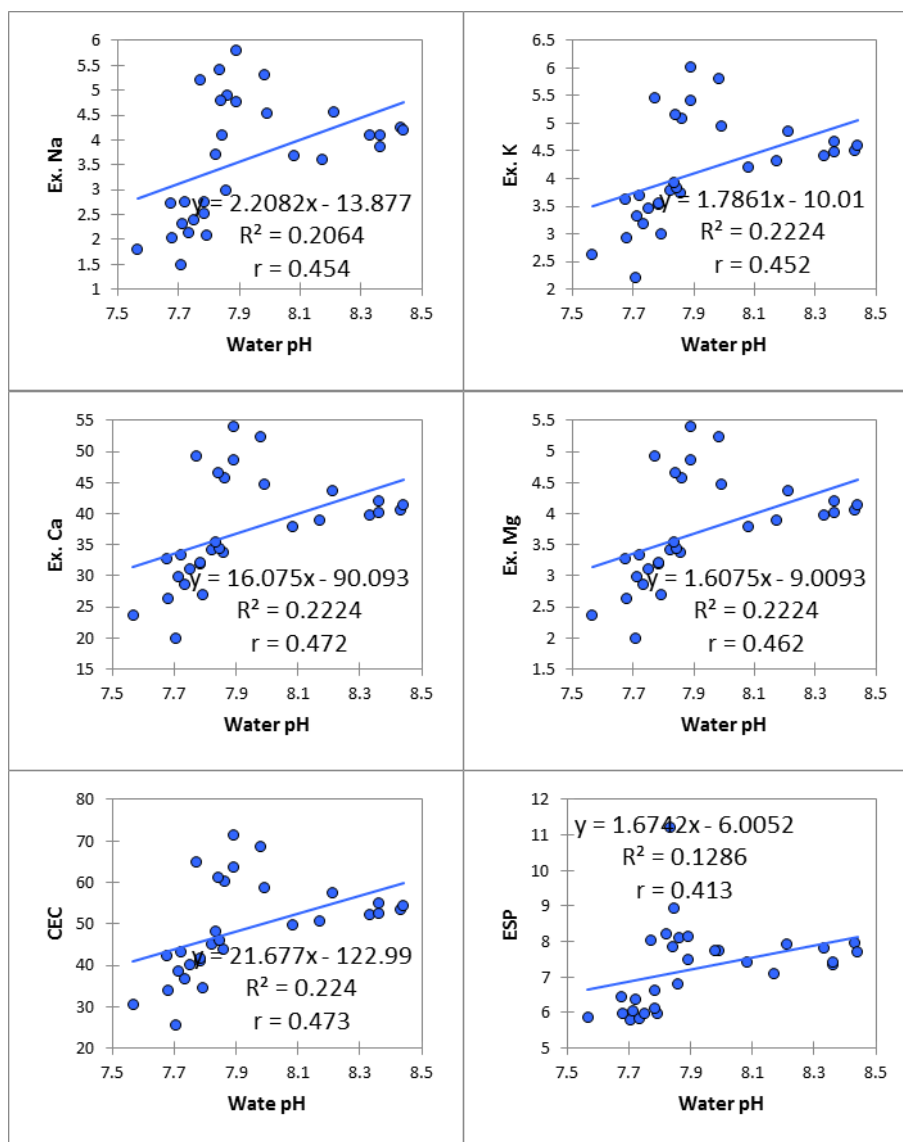 6
5.5
5
4.5
4
3.5
3
2.5
2
1.5
1
Ex. Na
y = 2.2082x - 13.877
R² = 0.2064
r = 0.454
7.5 7.7 7.9 8.1 8.3 8.5
Water pH
6.5
6
5.5
5
4.5
4
3.5
3
2.5
2
Ex. K
y = 1.7861x - 10.01
R² = 0.2224
r = 0.452
7.5 7.7 7.9 8.1 8.3 8.5
Water pH
55
50
45
40
35
30
25
20
15
Ex. Ca
y = 16.075x - 90.093
R² = 0.2224
r = 0.472
7.5 7.7 7.9 8.1 8.3 8.5
Water pH
5.5
5
4.5
4
3.5
3
2.5
2
1.5
Ex. Mg
y = 1.6075x - 9.0093
R² = 0.2224
r = 0.462
7.5 7.7 7.9 8.1 8.3 8.5
Water pH
80
70
60
50
40
30
20
CEC
y = 21.677x - 122.99
R² = 0.224
r = 0.473
7.5 7.7 7.9 8.1 8.3 8.5
Wate pH
12
11
10
9
8
7
6
5
ESP
y = 1.6742x - 6.0052
R² = 0.1286
r = 0.413
7.5 7.7 7.9 8.1 8.3 8.5
Water pH